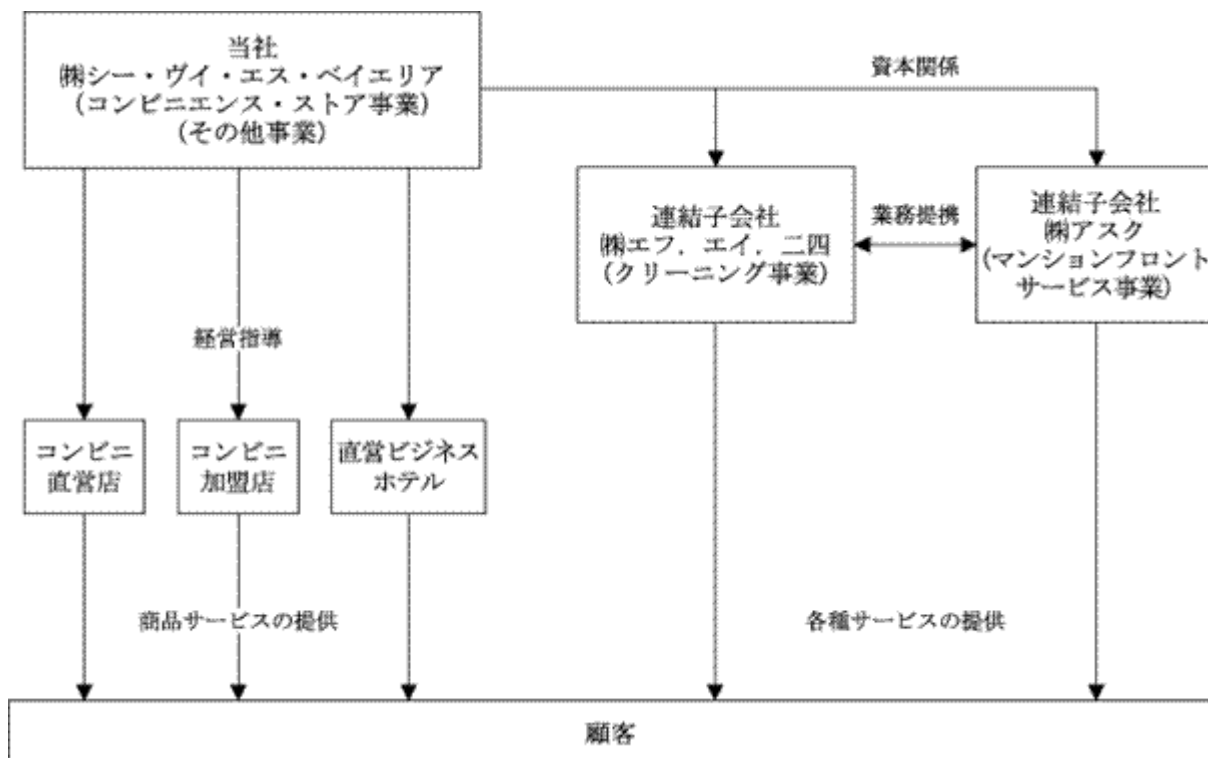 当社
㈱シー・ヴイ・エス・ベイエリア
(コンビニエンス・ストア事業)
(その他事業)
資本関係
連結子会社
㈱エフ．エイ．二四
(クリーニング事業)
業務提携
連結子会社
㈱アスク
(マンションフロント
サービス事業)
経営指導
コンビニ
直営店
コンビニ
加盟店
直営ビジネス
ホテル
商品サービスの提供
各種サービスの提供
顧客